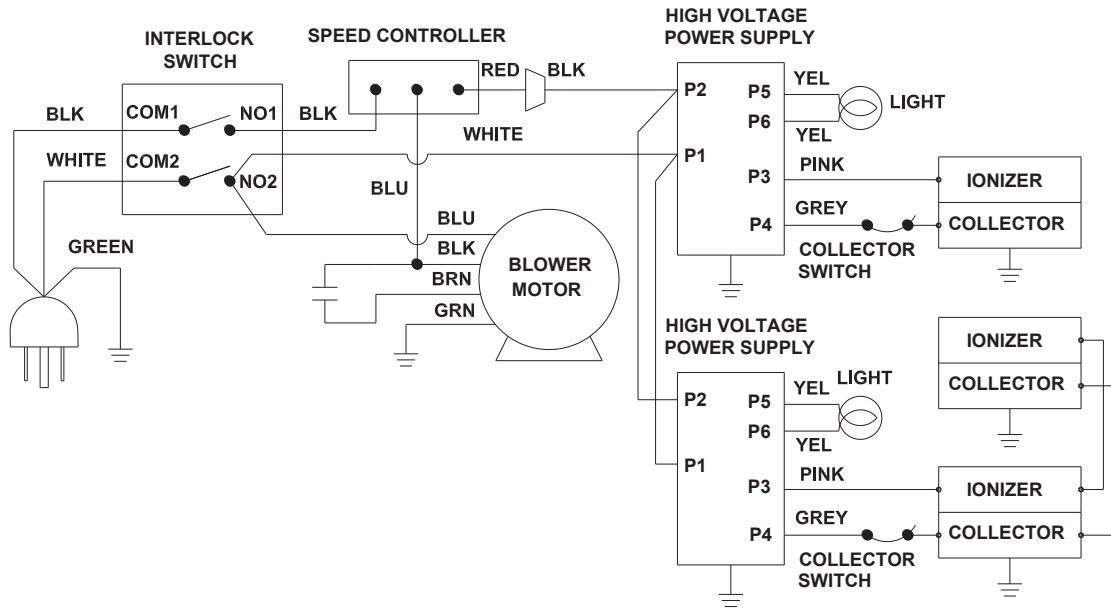 HIGH VOLTAGE
POWER SUPPLY
INTERLOCK
SWITCH
SPEED CONTROLLER
RED
BLK
P2
P5
YEL
LIGHT
P6
YEL
BLK
COM1
NO1
BLK
WHITE
WHITE
COM2
NO2
P1
P3
PINK
IONIZER
BLU
P4
GREY
COLLECTOR
COLLECTOR
SWITCH
GREEN
BLU
BLK
BRN
GRN
BLOWER
MOTOR
HIGH VOLTAGE
POWER SUPPLY
IONIZER
COLLECTOR
P2
P5
YEL
LIGHT
P6
YEL
P1
P3
PINK
IONIZER
P4
GREY
COLLECTOR
COLLECTOR
SWITCH